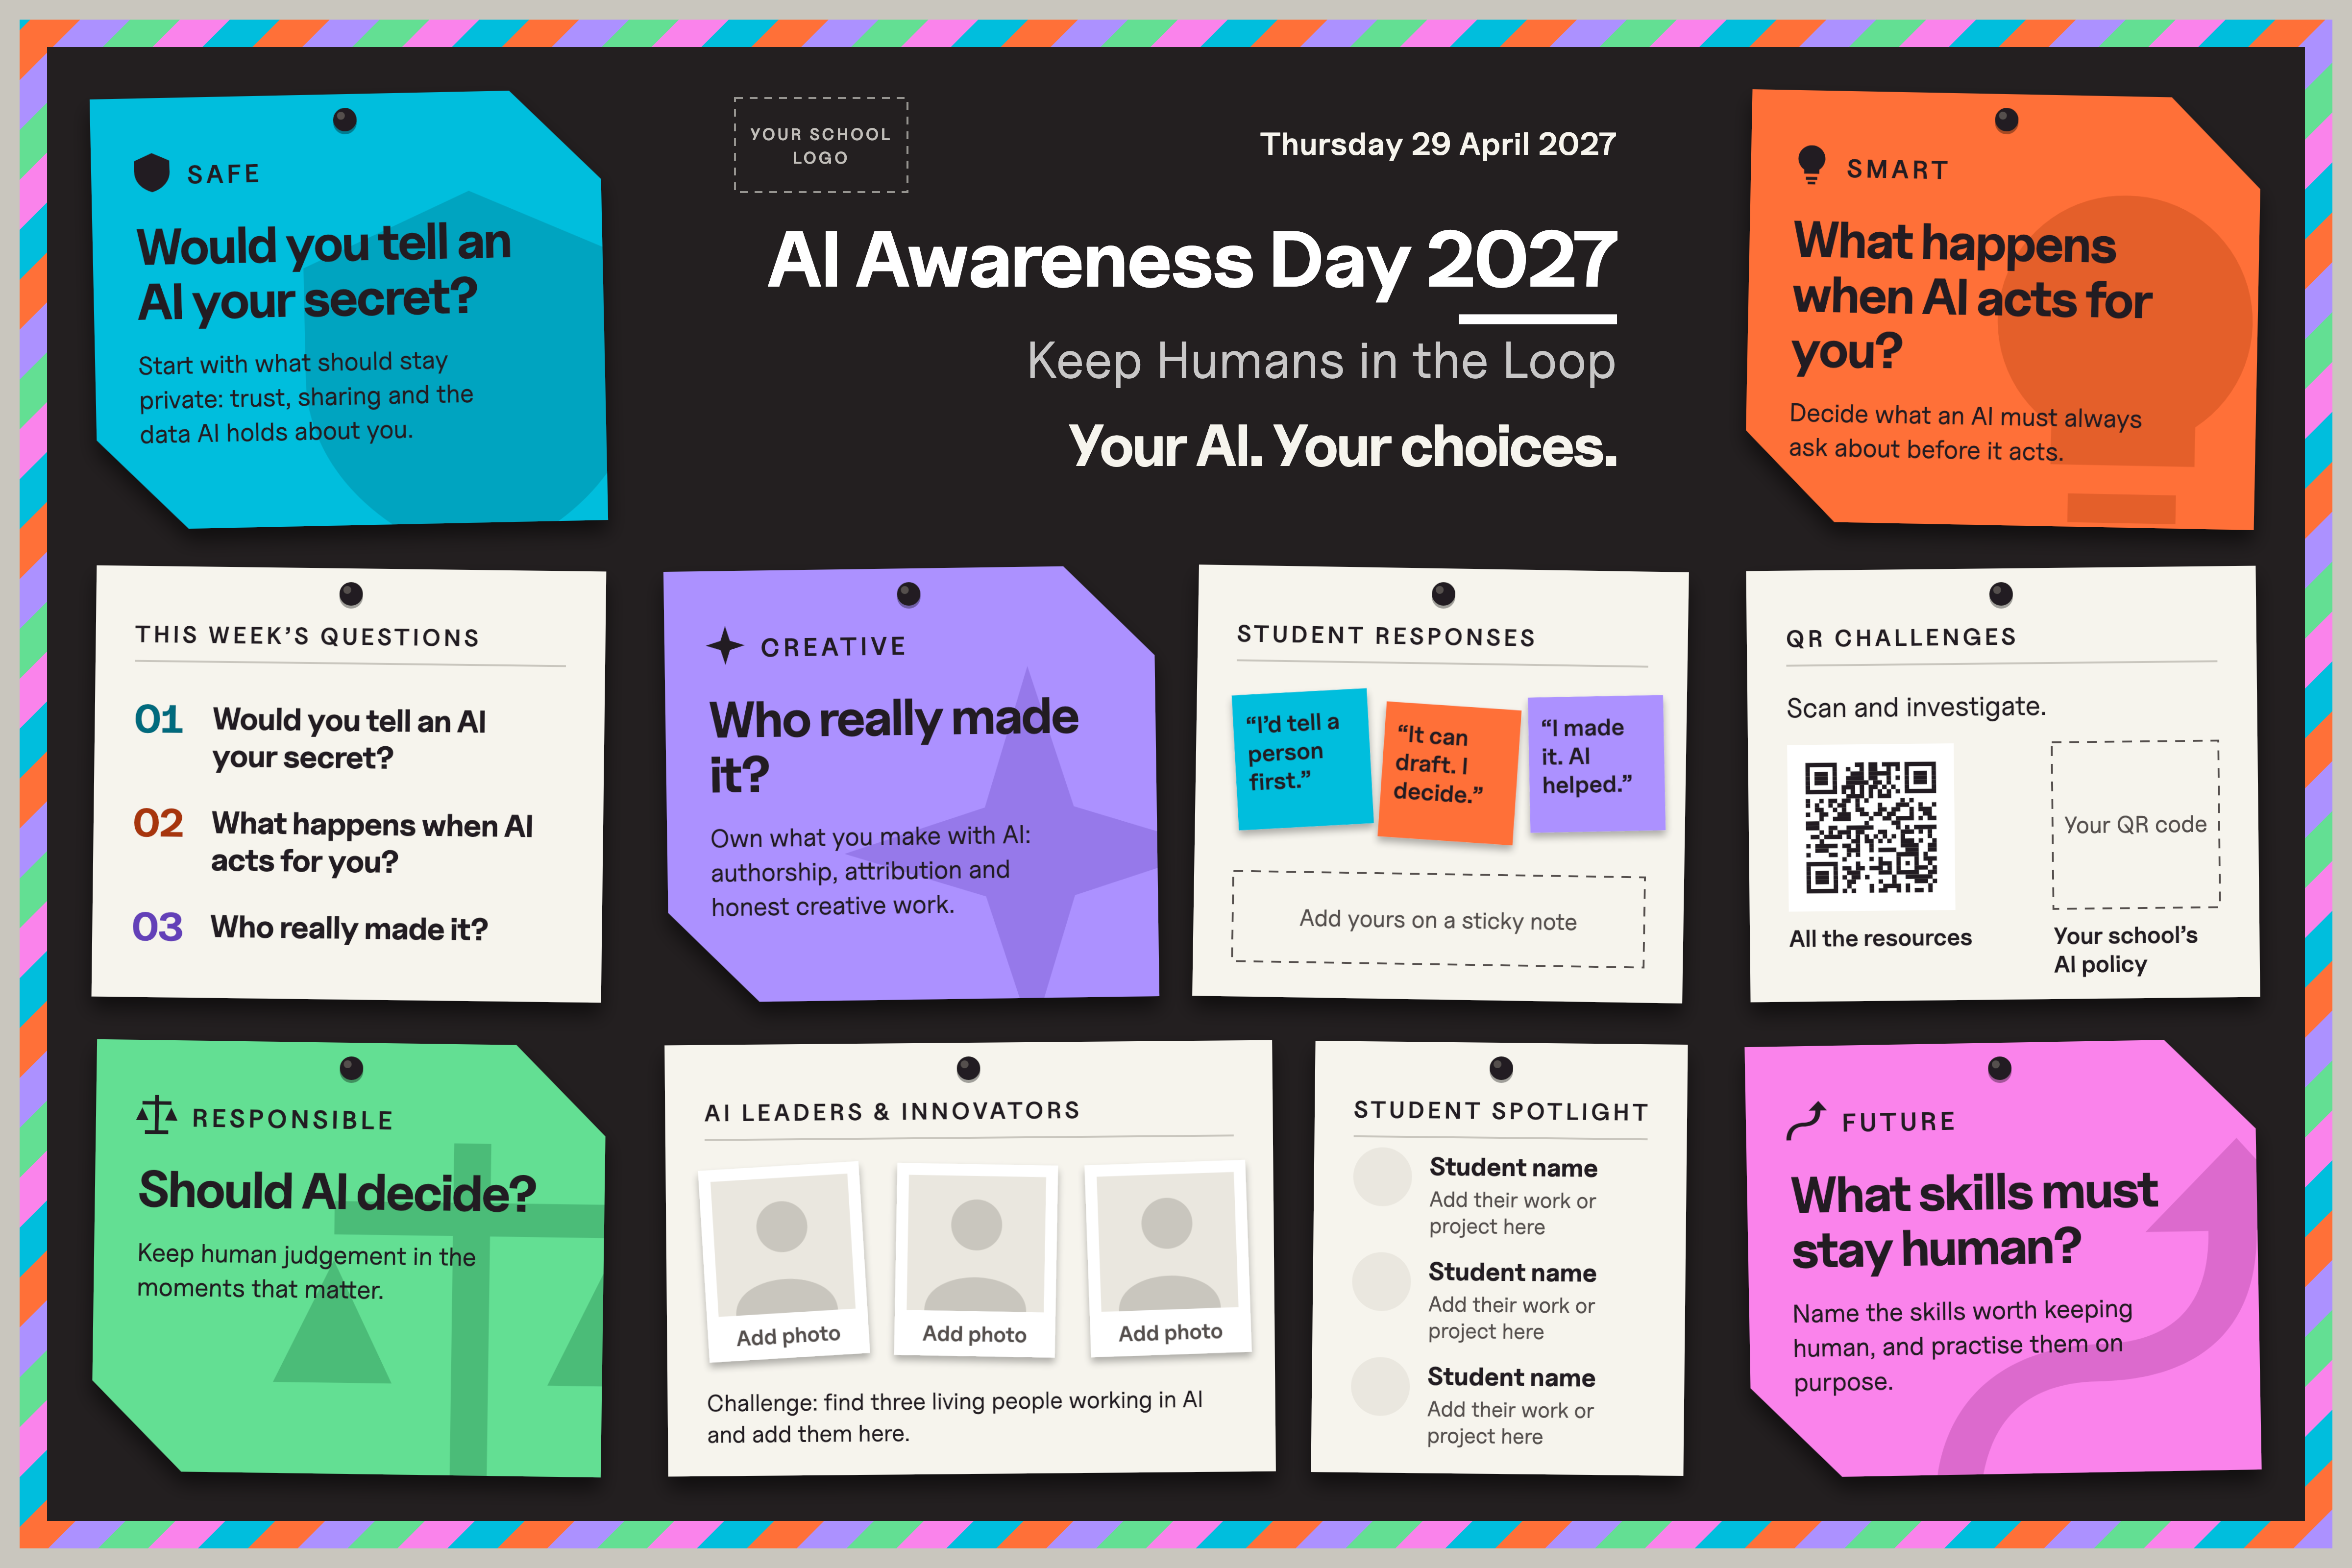 SAFE
Would you tell an
AI your secret?
Start with what should stay
private: trust, sharing and the
data AI holds about you.
YOUR SCHOOL
LOGO
Thursday 29 April 2027
AI Awareness Day 2027
Keep Humans in the Loop
Your AI. Your choices.
SMART
What happens
when AI acts for
you?
Decide what an AI must always
ask about before it acts.
THIS WEEK’S QUESTIONS
01 Would you tell an AI
your secret?
02 What happens when AI
acts for you?
03 Who really made it?
CREATIVE
Who really made
it?
Own what you make with AI:
authorship, attribution and
honest creative work.
STUDENT RESPONSES
“I’d tell a
person
first.”
“It can
draft. I
decide.”
“I made
it. AI
helped.”
Add yours on a sticky note
QR CHALLENGES
Scan and investigate.
Your QR code
All the resources
Your school’s
AI policy
RESPONSIBLE
Should AI decide?
Keep human judgement in the
moments that matter.
AI LEADERS & INNOVATORS
Add photo
Add photo
Add photo
Challenge: find three living people working in AI
and add them here.
STUDENT SPOTLIGHT
Student name
Add their work or
project here
Student name
Add their work or
project here
Student name
Add their work or
project here
FUTURE
What skills must
stay human?
Name the skills worth keeping
human, and practise them on
purpose.